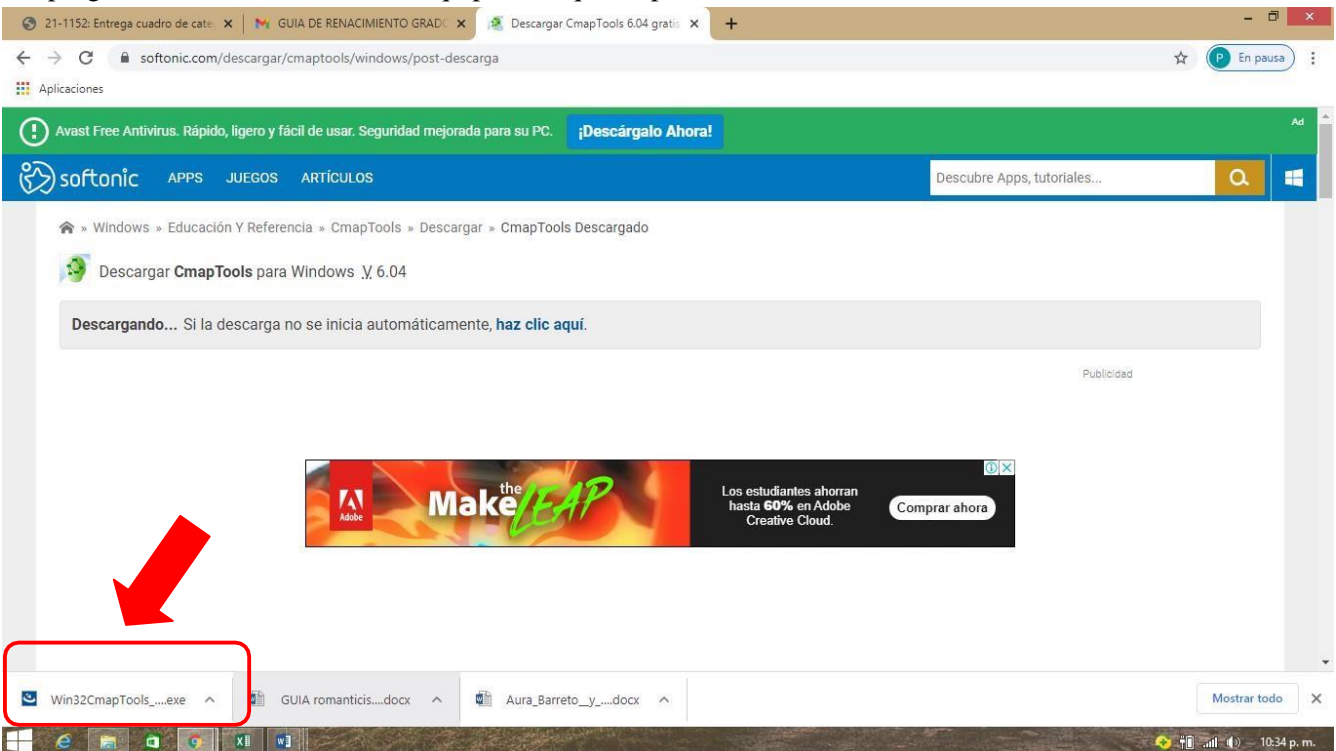 21-1152: Entrega cuadro de cate
GUIA DE RENACIMIENTO GRADO
Descargar CmapTools 6.04 gratis
softonic.com/descargar/cmaptools/windows/post-descarga
P En pausa
Aplicaciones
Avast Free Antivirus. Rápido, ligero y fácil de usar. Seguridad mejorada para su PC. ¡Descárgalo Ahora!
Ad
softonic APPS JUEGOS ARTÍCULOS Descubre Apps, tutoriales...
» Windows » Educación Y Referencia » CmapTools » Descargar » CmapTools Descargado
Descargar CmapTools para Windows V 6.04
Descargando... Si la descarga no se inicia automáticamente, haz clic aquí.
Publicidad
Adobe
Make the LEAP
Los estudiantes ahorran
hasta 60% en Adobe
Creative Cloud.
Comprar ahora
Win32CmapTools_....exe
GUIA romanticis....docx
Aura_Barreto__y_....docx
Mostrar todo
10:34 p. m.